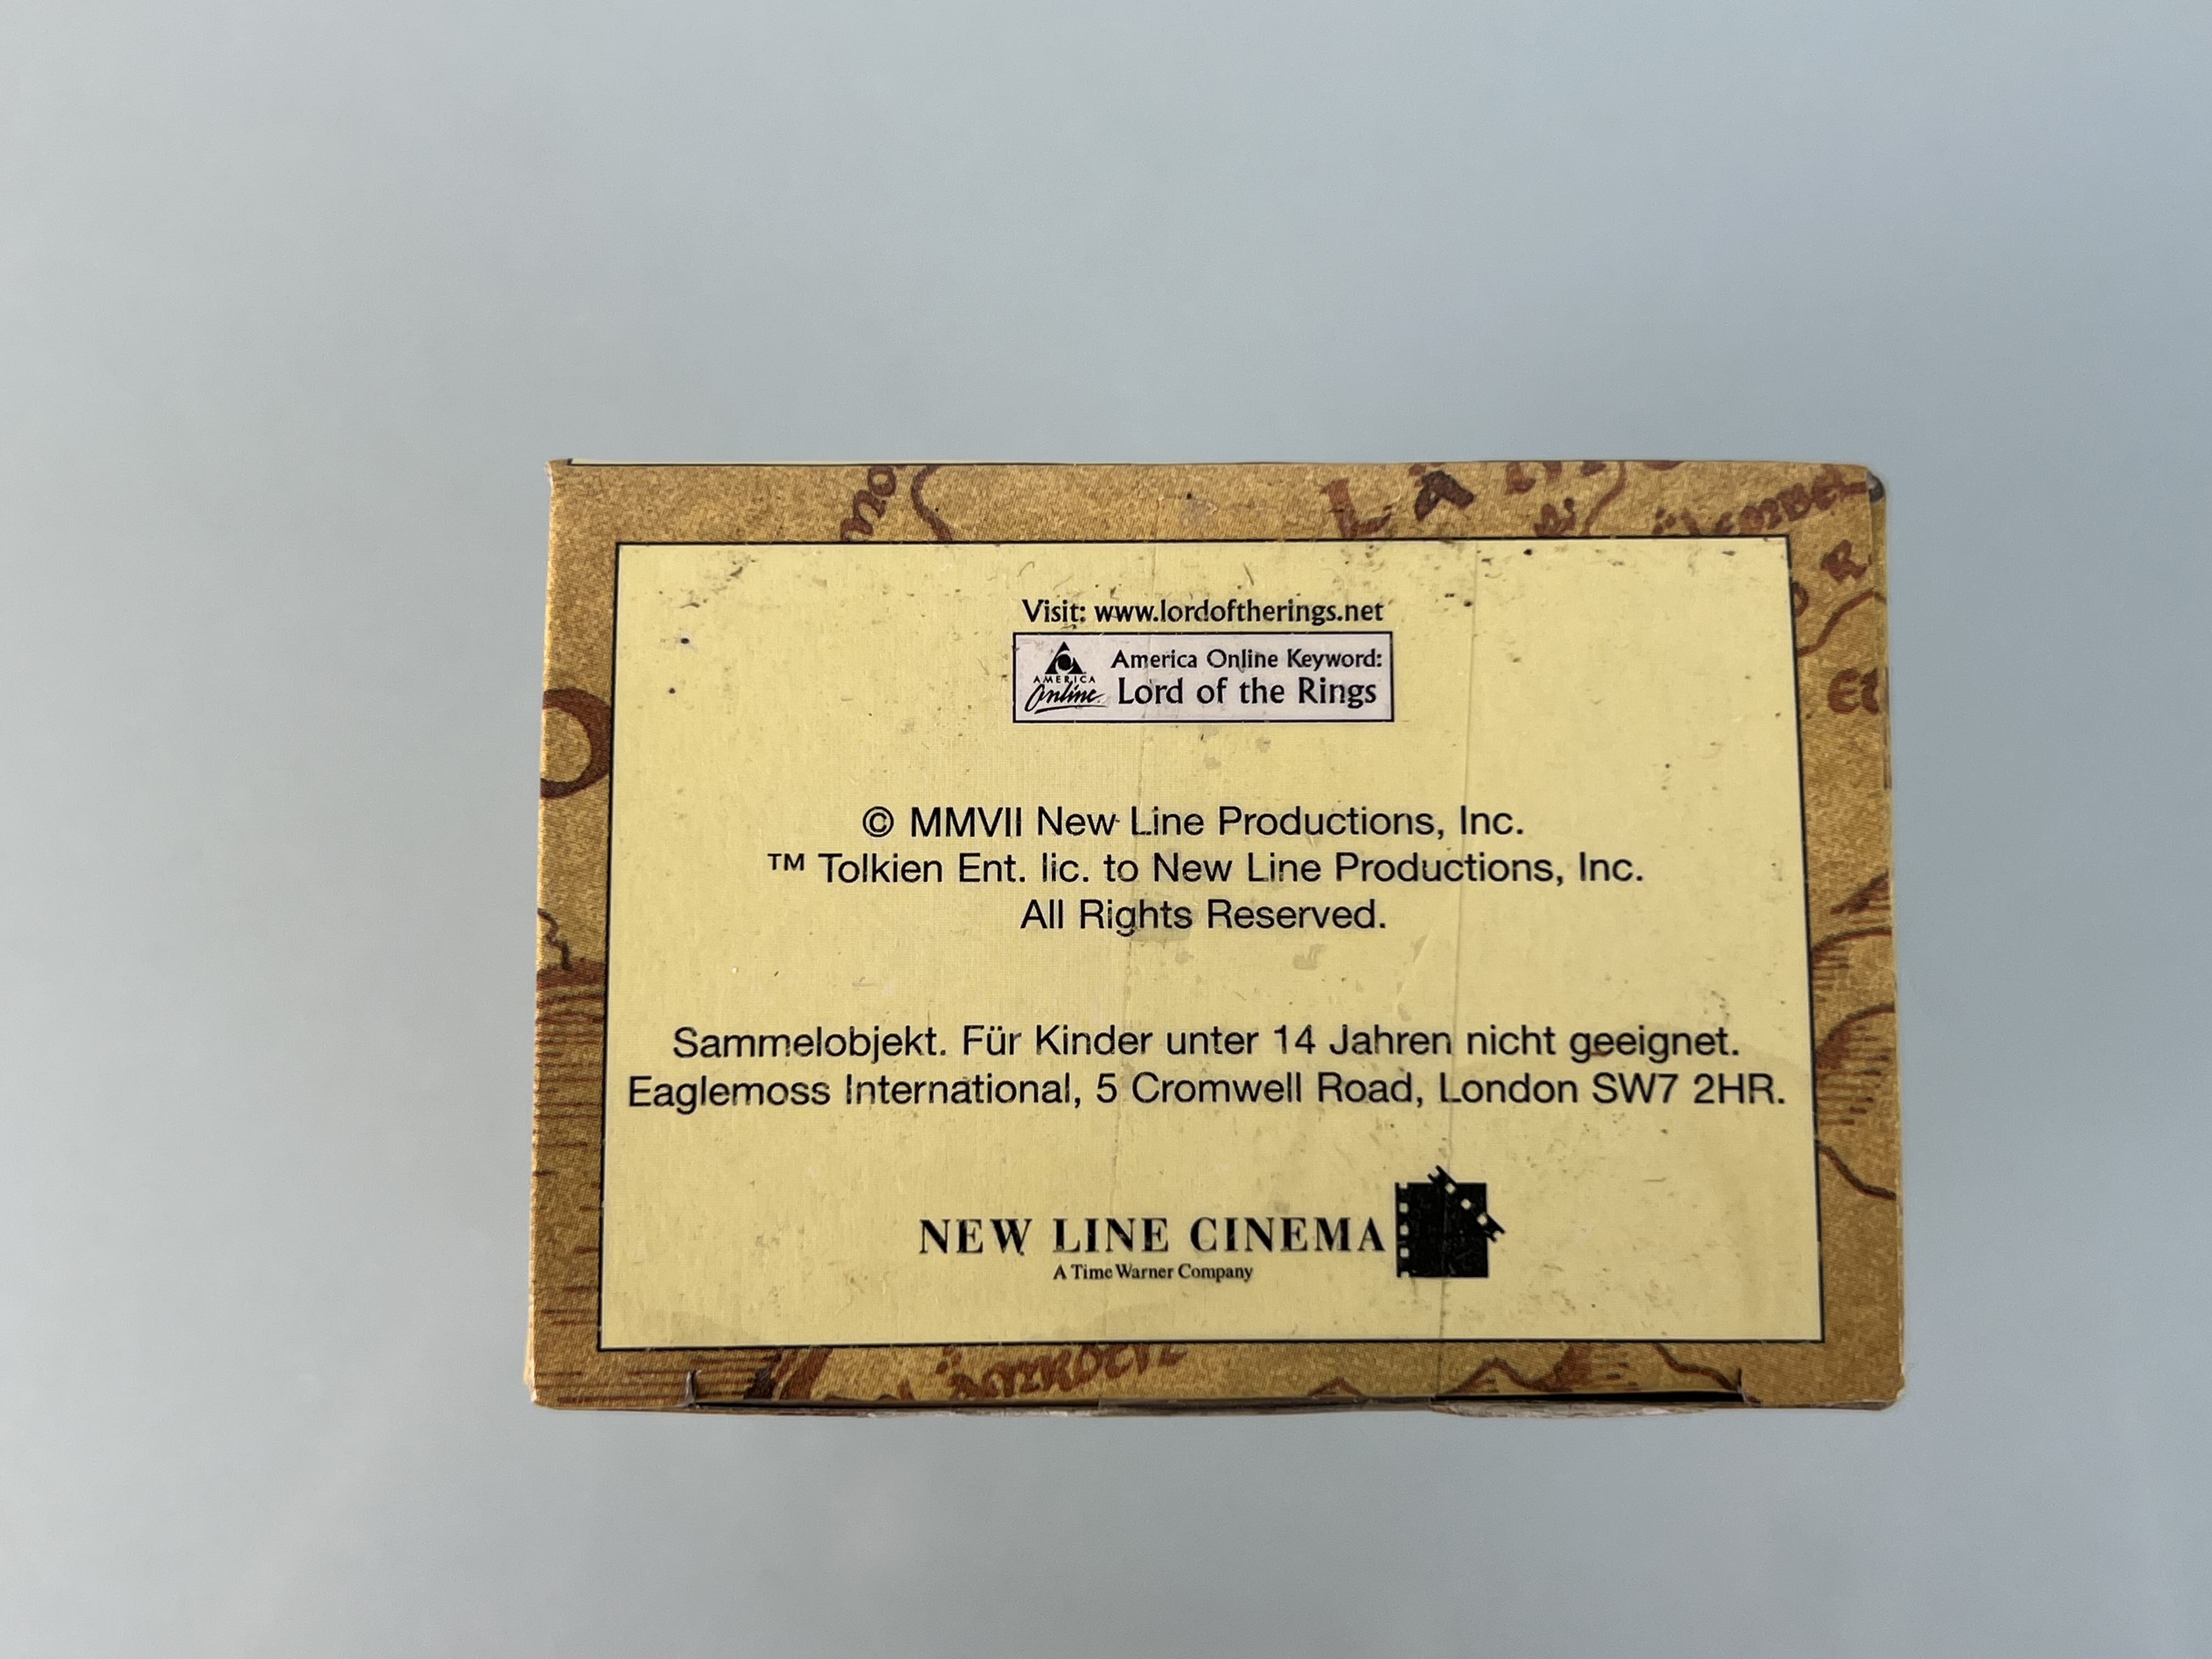 Visit: www.lordoftherings.net
AMERICA Online
America Online Keyword:
Lord of the Rings
© MMVII New Line Productions, Inc.
™ Tolkien Ent. lic. to New Line Productions, Inc.
All Rights Reserved.
Sammelobjekt. Für Kinder unter 14 Jahren nicht geeignet.
Eaglemoss International, 5 Cromwell Road, London SW7 2HR.
NEW LINE CINEMA
A Time Warner Company